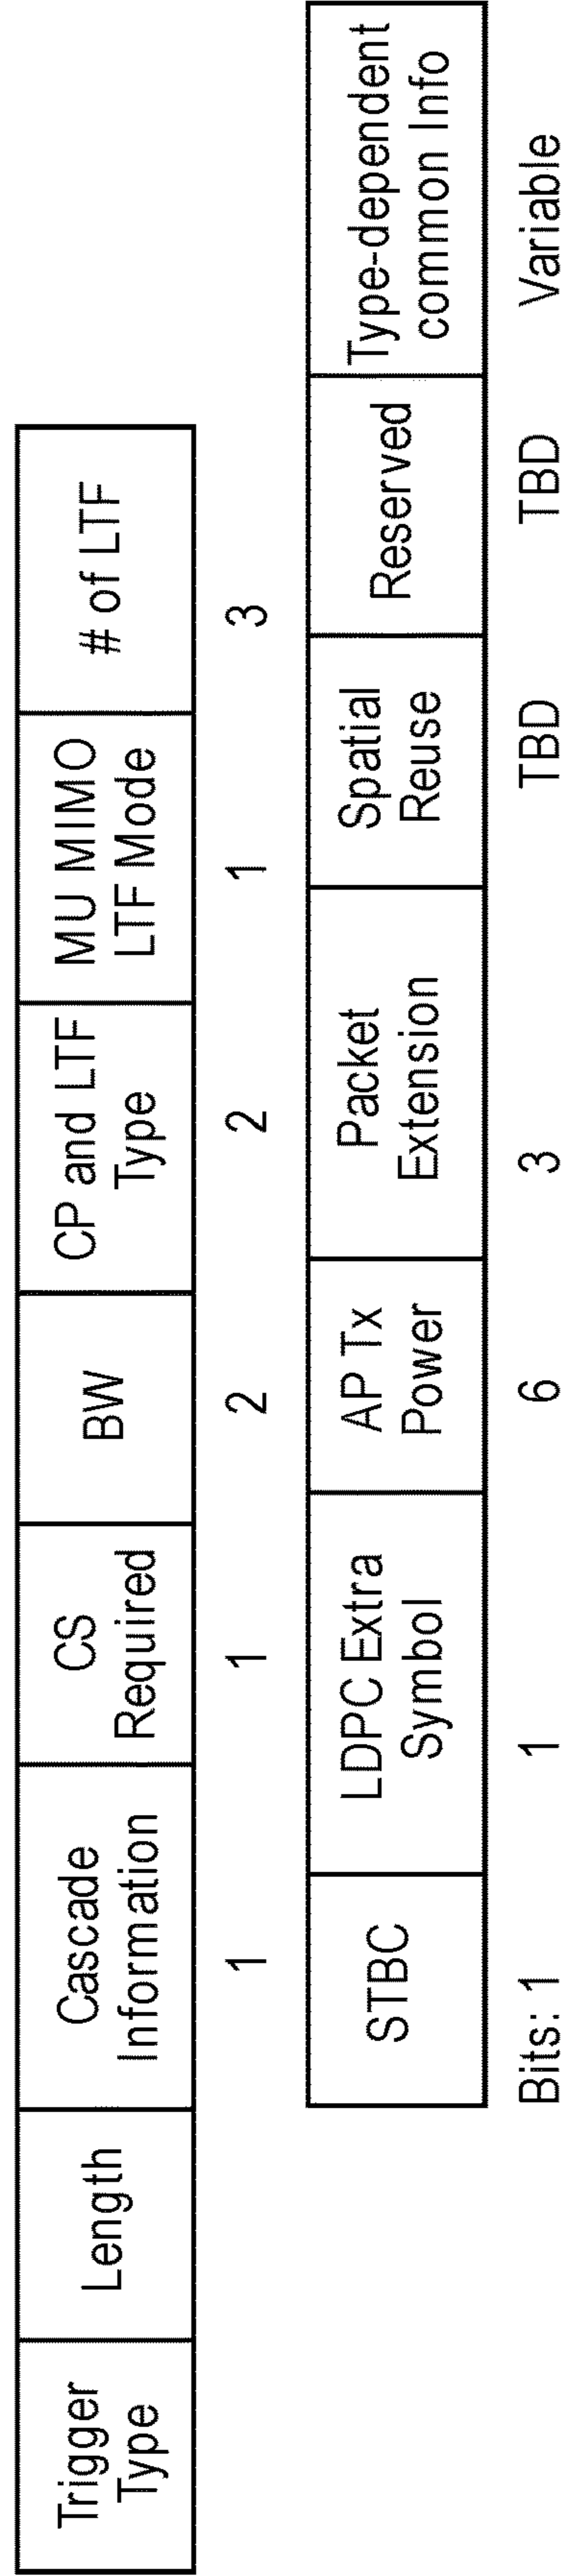 Trigger
Type
Length
Cascade
Information
CS
Required
BW
CP and LTF
Type
MU MIMO
LTF Mode
# of LTF
1
1
2
2
1
3
STBC
LDPC Extra
Symbol
AP Tx
Power
Packet
Extension
Spatial
Reuse
Reserved
Type-dependent
common Info
Bits: 1
1
6
3
TBD
TBD
Variable